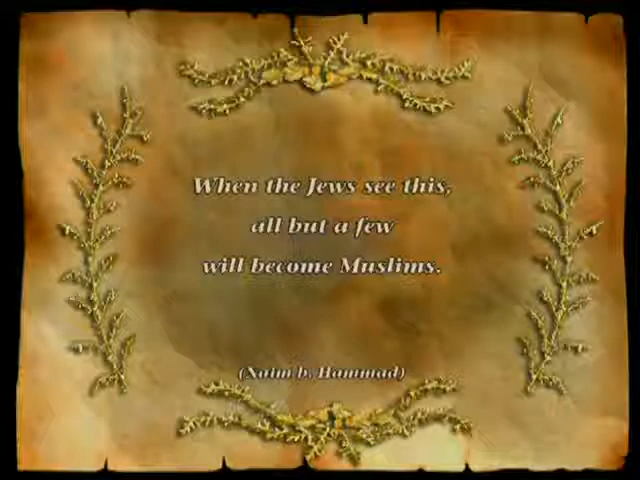 When the Jews see this,
all but a few
will become Muslims.
(Naim b. Hammad)